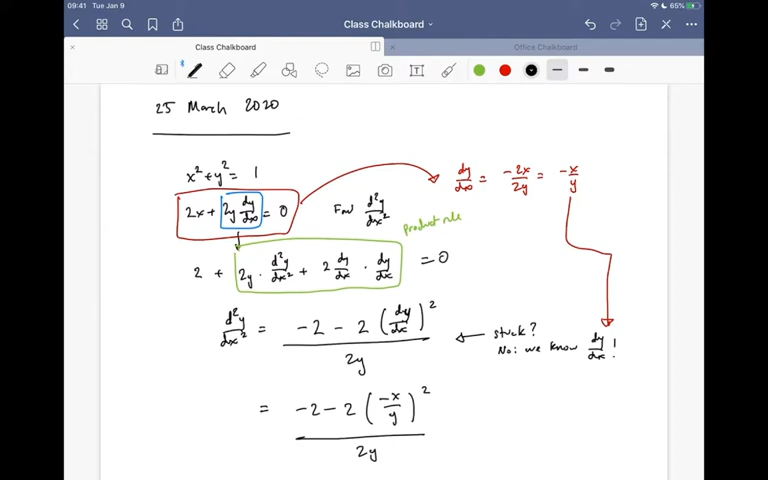 09:41 Tue Jan 9
65%
Class Chalkboard
Class Chalkboard
Office Chalkboard
T
25 March 2020
x² + y² = 1
2x + 2y dy/dx = 0
Find d²y/dx²
dy/dx = -2x/2y = -x/y
product rule
2 + 2y · d²y/dx² + 2 dy/dx · dy/dx = 0
d²y/dx² = (-2 - 2 (dy/dx)²)/2y
stuck?
No: we know dy/dx !
= (-2 - 2 (-x/y)²)/2y